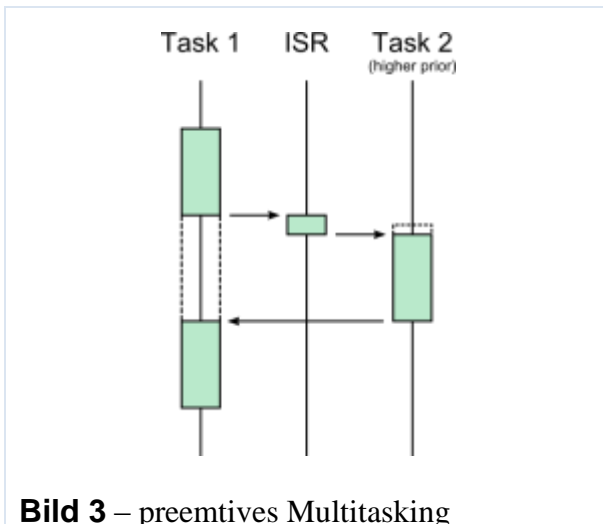 Task 1 ISR Task 2
(higher prior)
Bild 3 – preemtives Multitasking